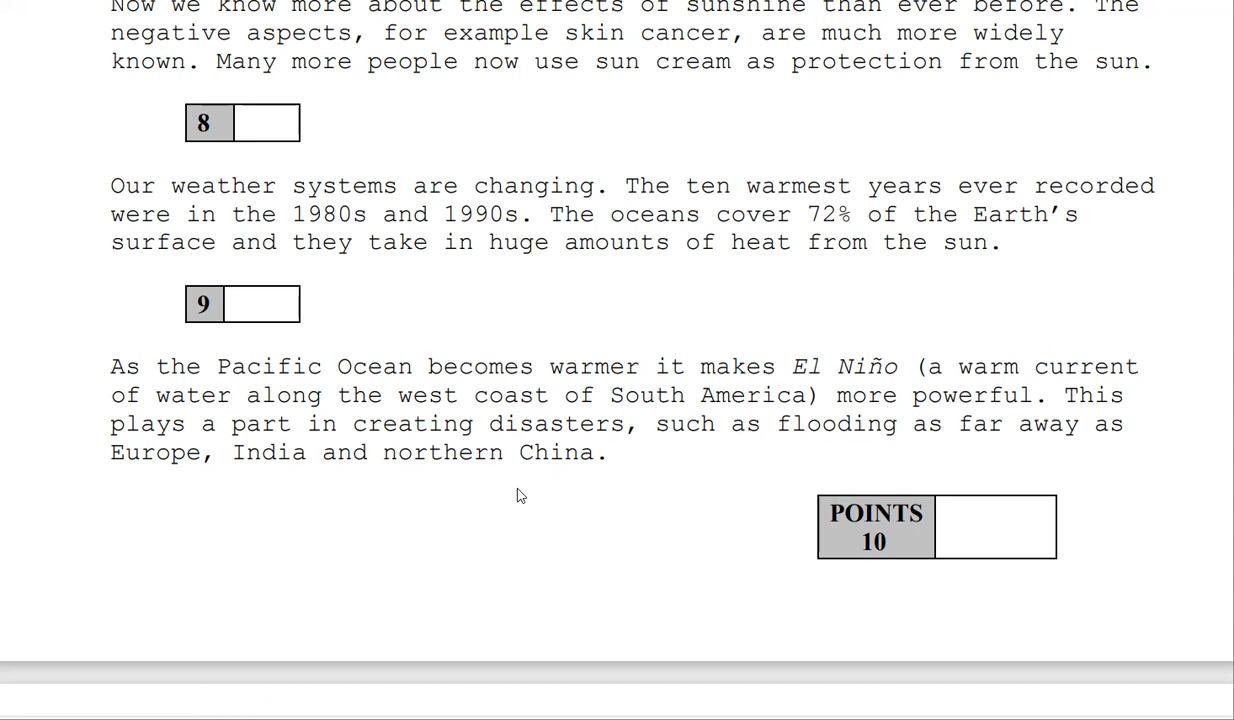 Now we know more about the effects of sunshine than ever before. The
negative aspects, for example skin cancer, are much more widely
known. Many more people now use sun cream as protection from the sun.
8
Our weather systems are changing. The ten warmest years ever recorded
were in the 1980s and 1990s. The oceans cover 72% of the Earth’s
surface and they take in huge amounts of heat from the sun.
9
As the Pacific Ocean becomes warmer it makes El Niño (a warm current
of water along the west coast of South America) more powerful. This
plays a part in creating disasters, such as flooding as far away as
Europe, India and northern China.
POINTS
10